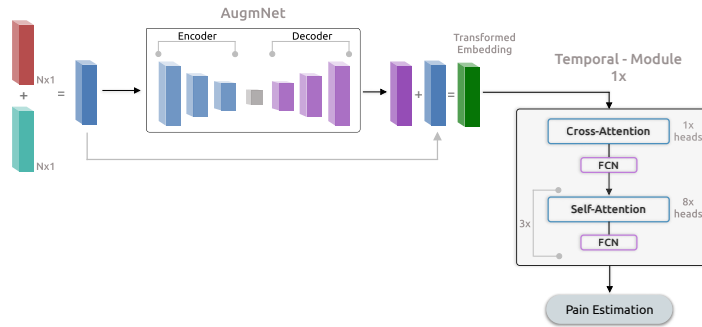 AugmNet
Encoder
Decoder
Transformed
Embedding
Temporal - Module
1x
Nx1
+
=
+
=
Nx1
Cross-Attention
1x
heads
FCN
3x
Self-Attention
8x
heads
FCN
Pain Estimation